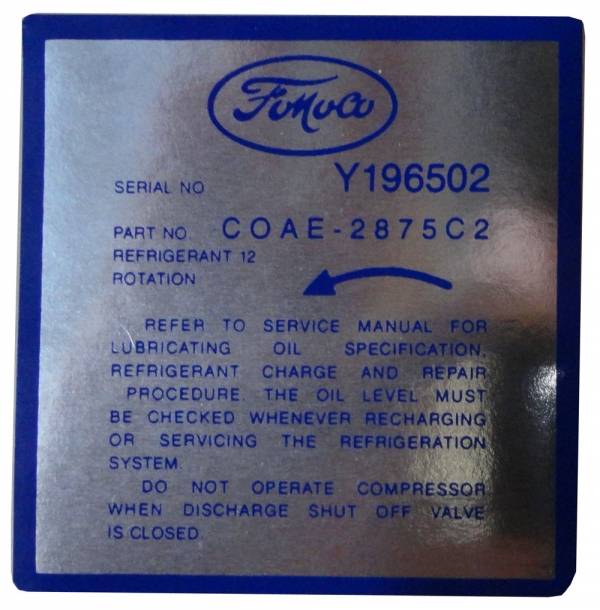 FoMoCo
SERIAL NO Y196502
PART NO. COAE-2875C2
REFRIGERANT 12
ROTATION
REFER TO SERVICE MANUAL FOR
LUBRICATING OIL SPECIFICATION,
REFRIGERANT CHARGE AND REPAIR
PROCEDURE. THE OIL LEVEL MUST
BE CHECKED WHENEVER RECHARGING
OR SERVICING THE REFRIGERATION
SYSTEM.
DO NOT OPERATE COMPRESSOR
WHEN DISCHARGE SHUT OFF VALVE
IS CLOSED.